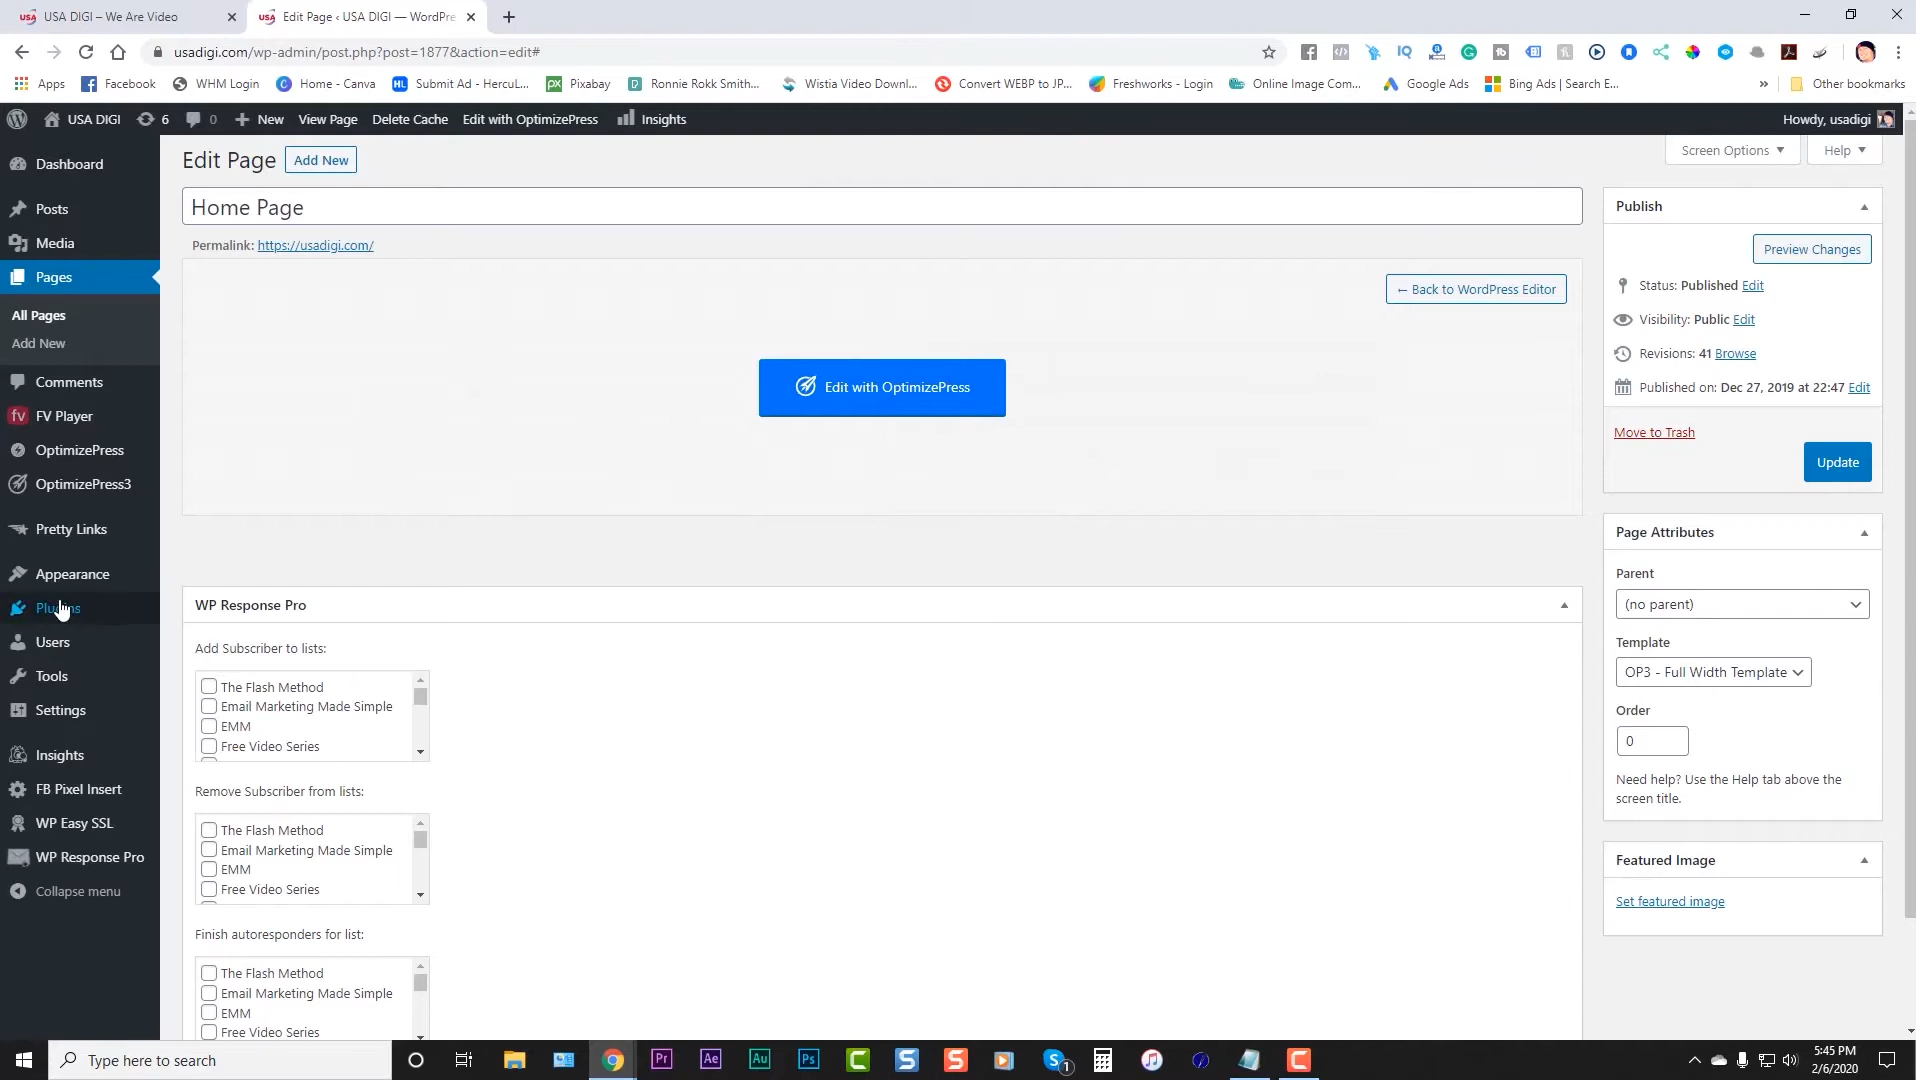 USA DIGI – We Are Video
Edit Page ‹ USA DIGI — WordPre
usadigi.com/wp-admin/post.php?post=1877&action=edit#
Apps
Facebook
WHM Login
Home - Canva
Submit Ad - HercuL...
Pixabay
Ronnie Rokk Smith...
Wistia Video Downl...
Convert WEBP to JP...
Freshworks - Login
Online Image Com...
Google Ads
Bing Ads | Search E...
»
Other bookmarks
USA DIGI
6
0
New
View Page
Delete Cache
Edit with OptimizePress
Insights
Howdy, usadigi
Dashboard
Posts
Media
Pages
All Pages
Add New
Comments
fv FV Player
OptimizePress
OptimizePress3
Pretty Links
Appearance
Plugins
Users
Tools
Settings
Insights
FB Pixel Insert
WP Easy SSL
WP Response Pro
Collapse menu
Edit Page
Add New
Screen Options
Help
Home Page
Permalink: https://usadigi.com/
← Back to WordPress Editor
Edit with OptimizePress
WP Response Pro
Add Subscriber to lists:
The Flash Method
Email Marketing Made Simple
EMM
Free Video Series
Remove Subscriber from lists:
The Flash Method
Email Marketing Made Simple
EMM
Free Video Series
Finish autoresponders for list:
The Flash Method
Email Marketing Made Simple
EMM
Free Video Series
Publish
Preview Changes
Status: Published Edit
Visibility: Public Edit
Revisions: 41 Browse
Published on: Dec 27, 2019 at 22:47 Edit
Move to Trash
Update
Page Attributes
Parent
(no parent)
Template
OP3 - Full Width Template
Order
0
Need help? Use the Help tab above the
screen title.
Featured Image
Set featured image
Type here to search
Pr
Ae
Au
Ps
1
5:45 PM
2/6/2020